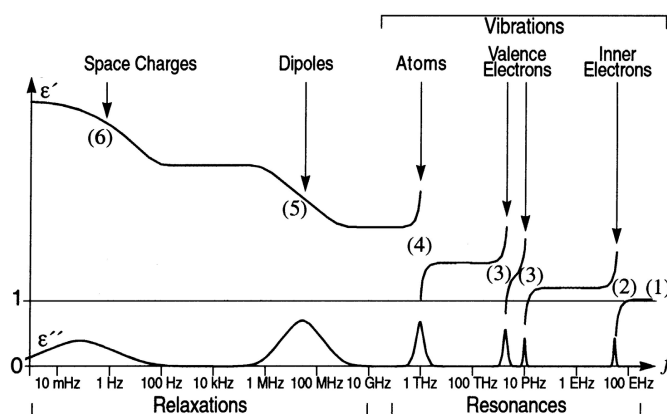 Vibrations
Space Charges Dipoles Atoms Valence Electrons Inner Electrons
ε′
(6)
(5)
(4) (3) (3) (2) (1)
1
ε″
0 f
10 mHz 1 Hz 100 Hz 10 kHz 1 MHz 100 MHz 10 GHz 1 THz 100 THz 10 PHz 1 EHz 100 EHz
Relaxations Resonances